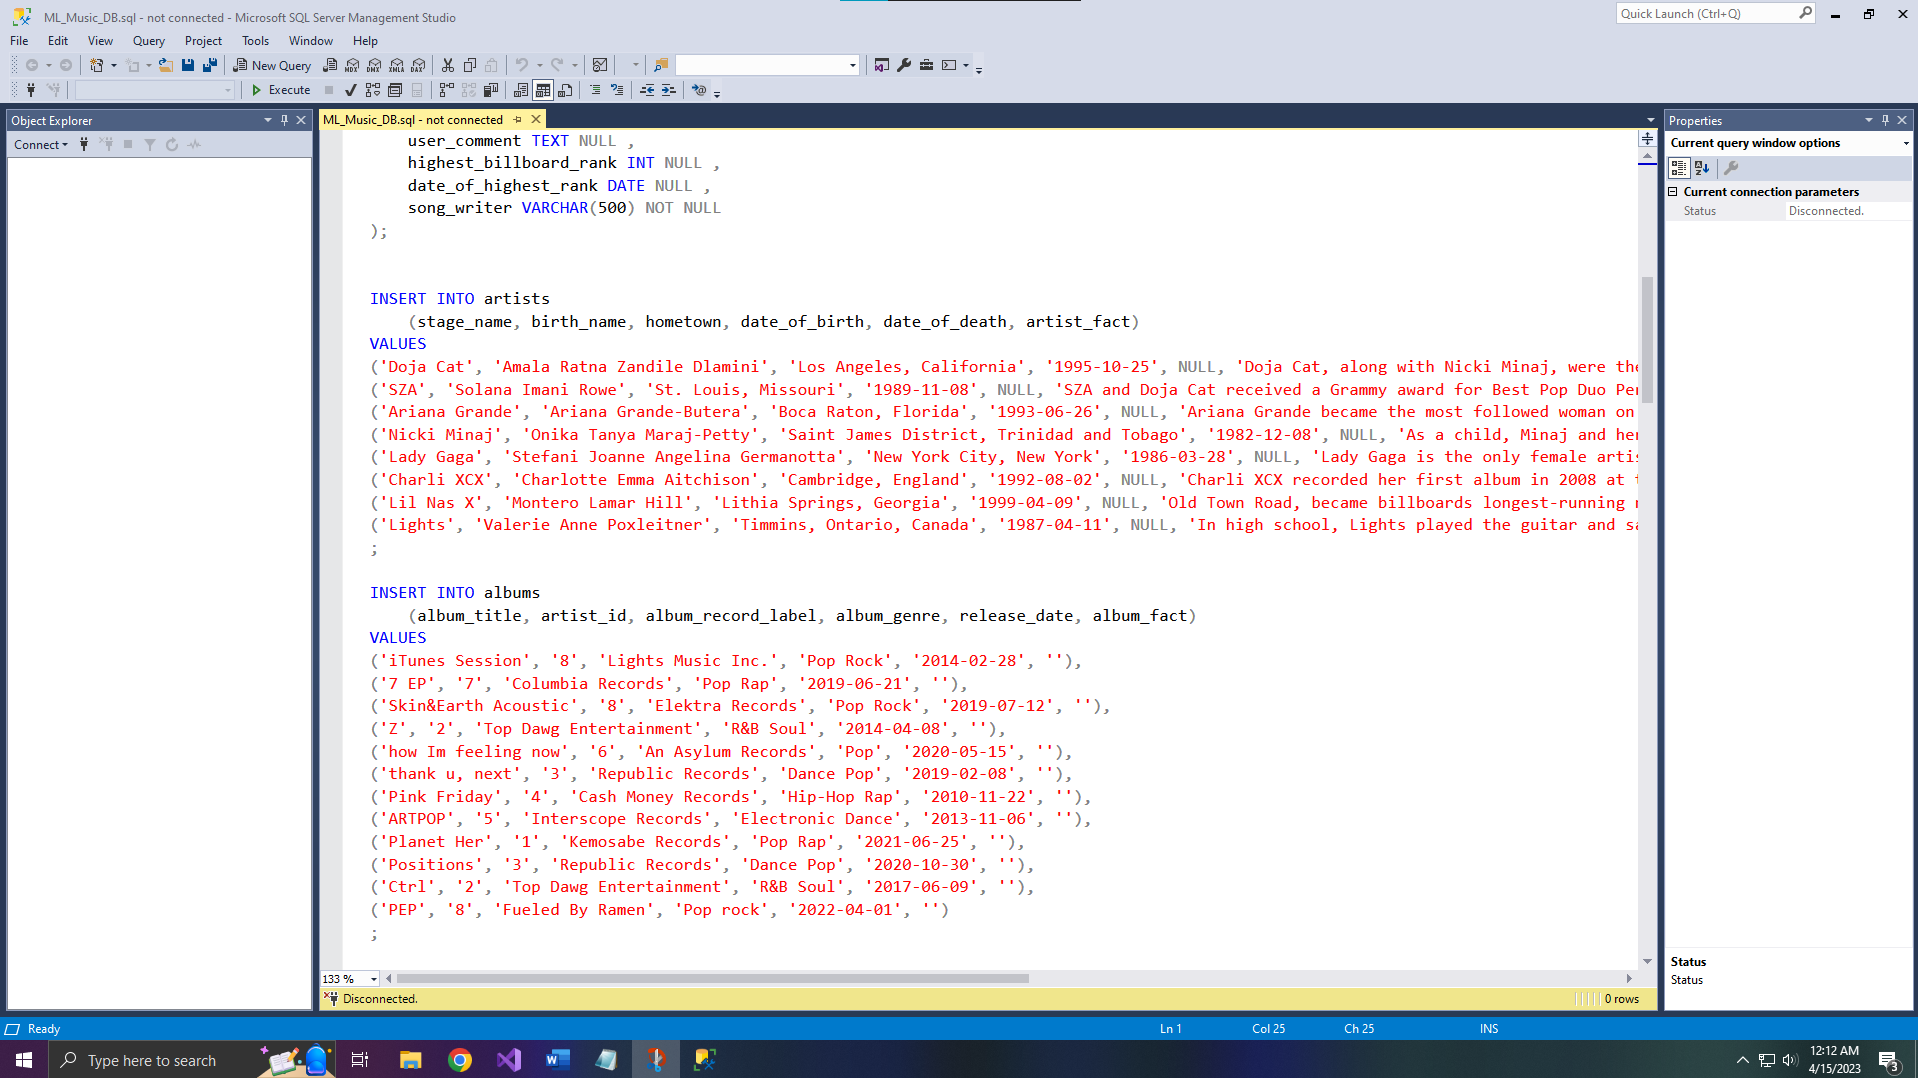 ML_Music_DB.sql - not connected - Microsoft SQL Server Management Studio
Quick Launch (Ctrl+Q)
File Edit View Query Project Tools Window Help
New Query
MDX DMX XMLA DAX
Execute
Object Explorer
Connect
ML_Music_DB.sql - not connected
user_comment TEXT NULL ,
highest_billboard_rank INT NULL ,
date_of_highest_rank DATE NULL ,
song_writer VARCHAR(500) NOT NULL
);
INSERT INTO artists
(stage_name, birth_name, hometown, date_of_birth, date_of_death, artist_fact)
VALUES
('Doja Cat', 'Amala Ratna Zandile Dlamini', 'Los Angeles, California', '1995-10-25', NULL, 'Doja Cat, along with Nicki Minaj, were the
('SZA', 'Solana Imani Rowe', 'St. Louis, Missouri', '1989-11-08', NULL, 'SZA and Doja Cat received a Grammy award for Best Pop Duo Per
('Ariana Grande', 'Ariana Grande-Butera', 'Boca Raton, Florida', '1993-06-26', NULL, 'Ariana Grande became the most followed woman on
('Nicki Minaj', 'Onika Tanya Maraj-Petty', 'Saint James District, Trinidad and Tobago', '1982-12-08', NULL, 'As a child, Minaj and her
('Lady Gaga', 'Stefani Joanne Angelina Germanotta', 'New York City, New York', '1986-03-28', NULL, 'Lady Gaga is the only female artis
('Charli XCX', 'Charlotte Emma Aitchison', 'Cambridge, England', '1992-08-02', NULL, 'Charli XCX recorded her first album in 2008 at t
('Lil Nas X', 'Montero Lamar Hill', 'Lithia Springs, Georgia', '1999-04-09', NULL, 'Old Town Road, became billboards longest-running
('Lights', 'Valerie Anne Poxleitner', 'Timmins, Ontario, Canada', '1987-04-11', NULL, 'In high school, Lights played the guitar and sa
;
INSERT INTO albums
(album_title, artist_id, album_record_label, album_genre, release_date, album_fact)
VALUES
('iTunes Session', '8', 'Lights Music Inc.', 'Pop Rock', '2014-02-28', ''),
('7 EP', '7', 'Columbia Records', 'Pop Rap', '2019-06-21', ''),
('Skin&Earth Acoustic', '8', 'Elektra Records', 'Pop Rock', '2019-07-12', ''),
('Z', '2', 'Top Dawg Entertainment', 'R&B Soul', '2014-04-08', ''),
('how Im feeling now', '6', 'An Asylum Records', 'Pop', '2020-05-15', ''),
('thank u, next', '3', 'Republic Records', 'Dance Pop', '2019-02-08', ''),
('Pink Friday', '4', 'Cash Money Records', 'Hip-Hop Rap', '2010-11-22', ''),
('ARTPOP', '5', 'Interscope Records', 'Electronic Dance', '2013-11-06', ''),
('Planet Her', '1', 'Kemosabe Records', 'Pop Rap', '2021-06-25', ''),
('Positions', '3', 'Republic Records', 'Dance Pop', '2020-10-30', ''),
('Ctrl', '2', 'Top Dawg Entertainment', 'R&B Soul', '2017-06-09', ''),
('PEP', '8', 'Fueled By Ramen', 'Pop rock', '2022-04-01', '')
;
133 %
Disconnected.
0 rows
Properties
Current query window options
Current connection parameters
Status Disconnected.
Status
Status
Ready
Ln 1 Col 25 Ch 25 INS
Type here to search
12:12 AM
4/15/2023
3